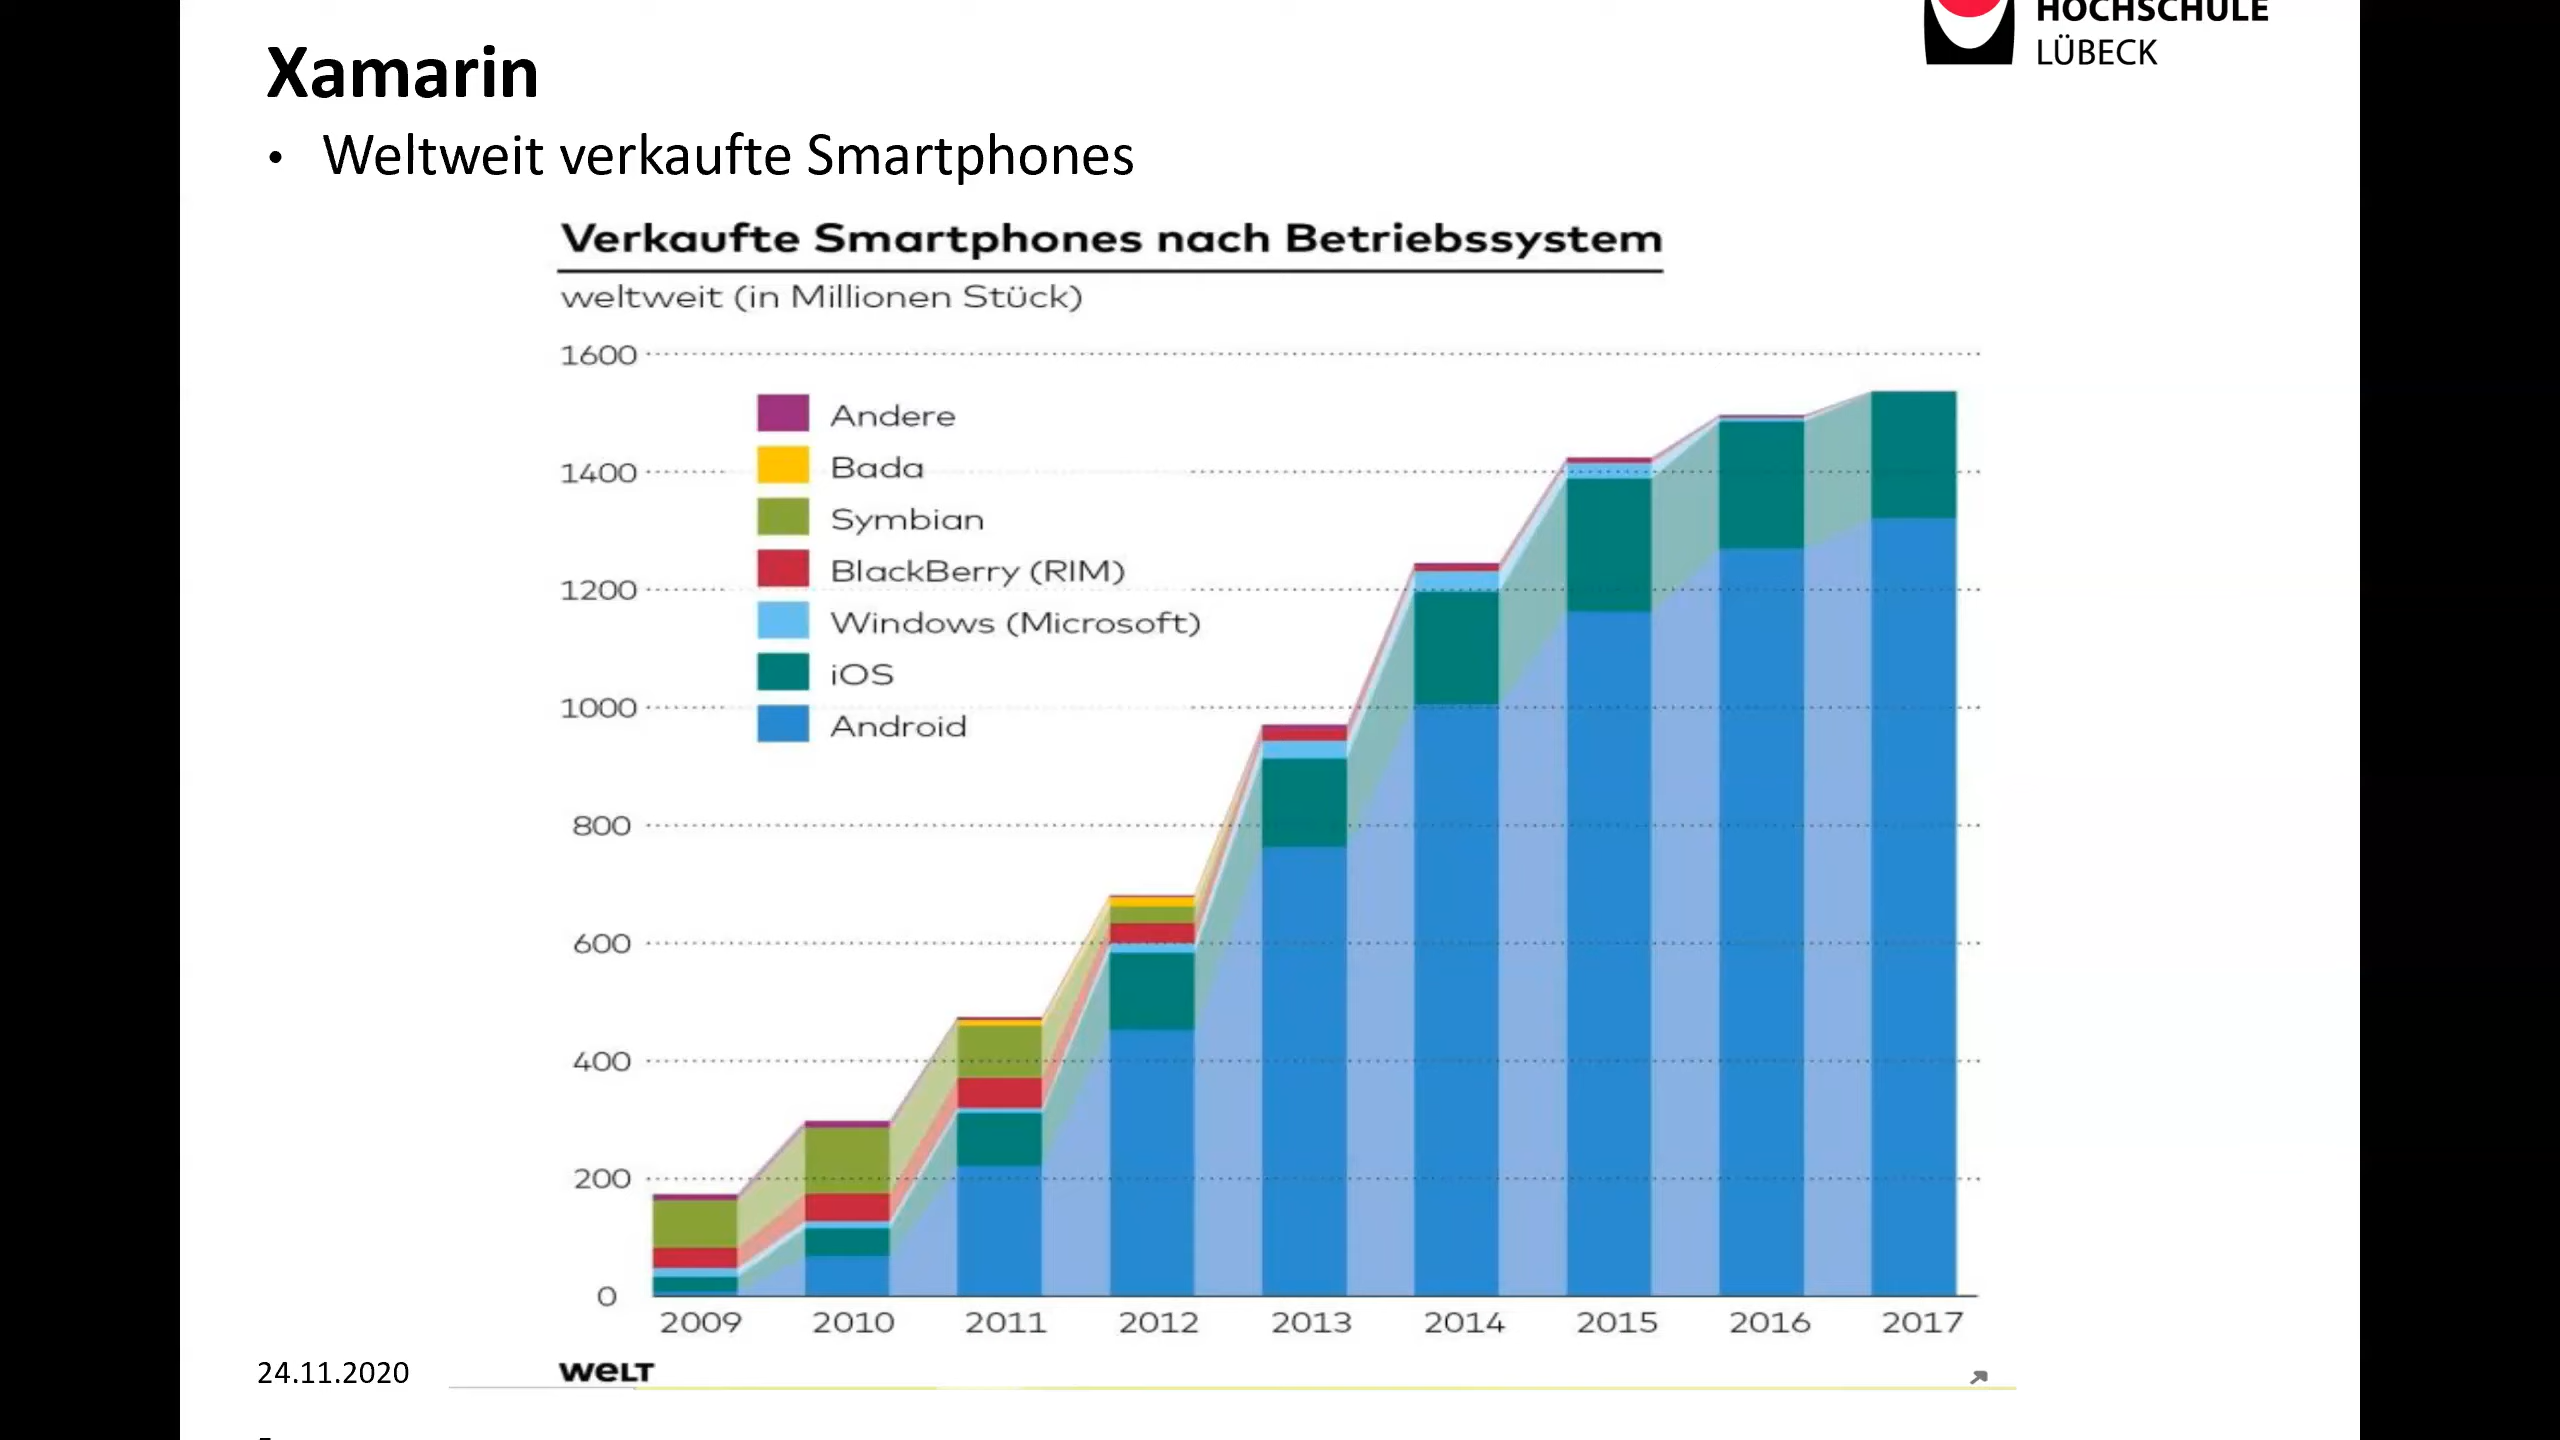 HOCHSCHULE
LÜBECK
Xamarin
• Weltweit verkaufte Smartphones
Verkaufte Smartphones nach Betriebssystem
weltweit (in Millionen Stück)
1600
1400
1200
1000
800
600
400
200
0
Andere
Bada
Symbian
BlackBerry (RIM)
Windows (Microsoft)
iOS
Android
2009 2010 2011 2012 2013 2014 2015 2016 2017
24.11.2020
WELT